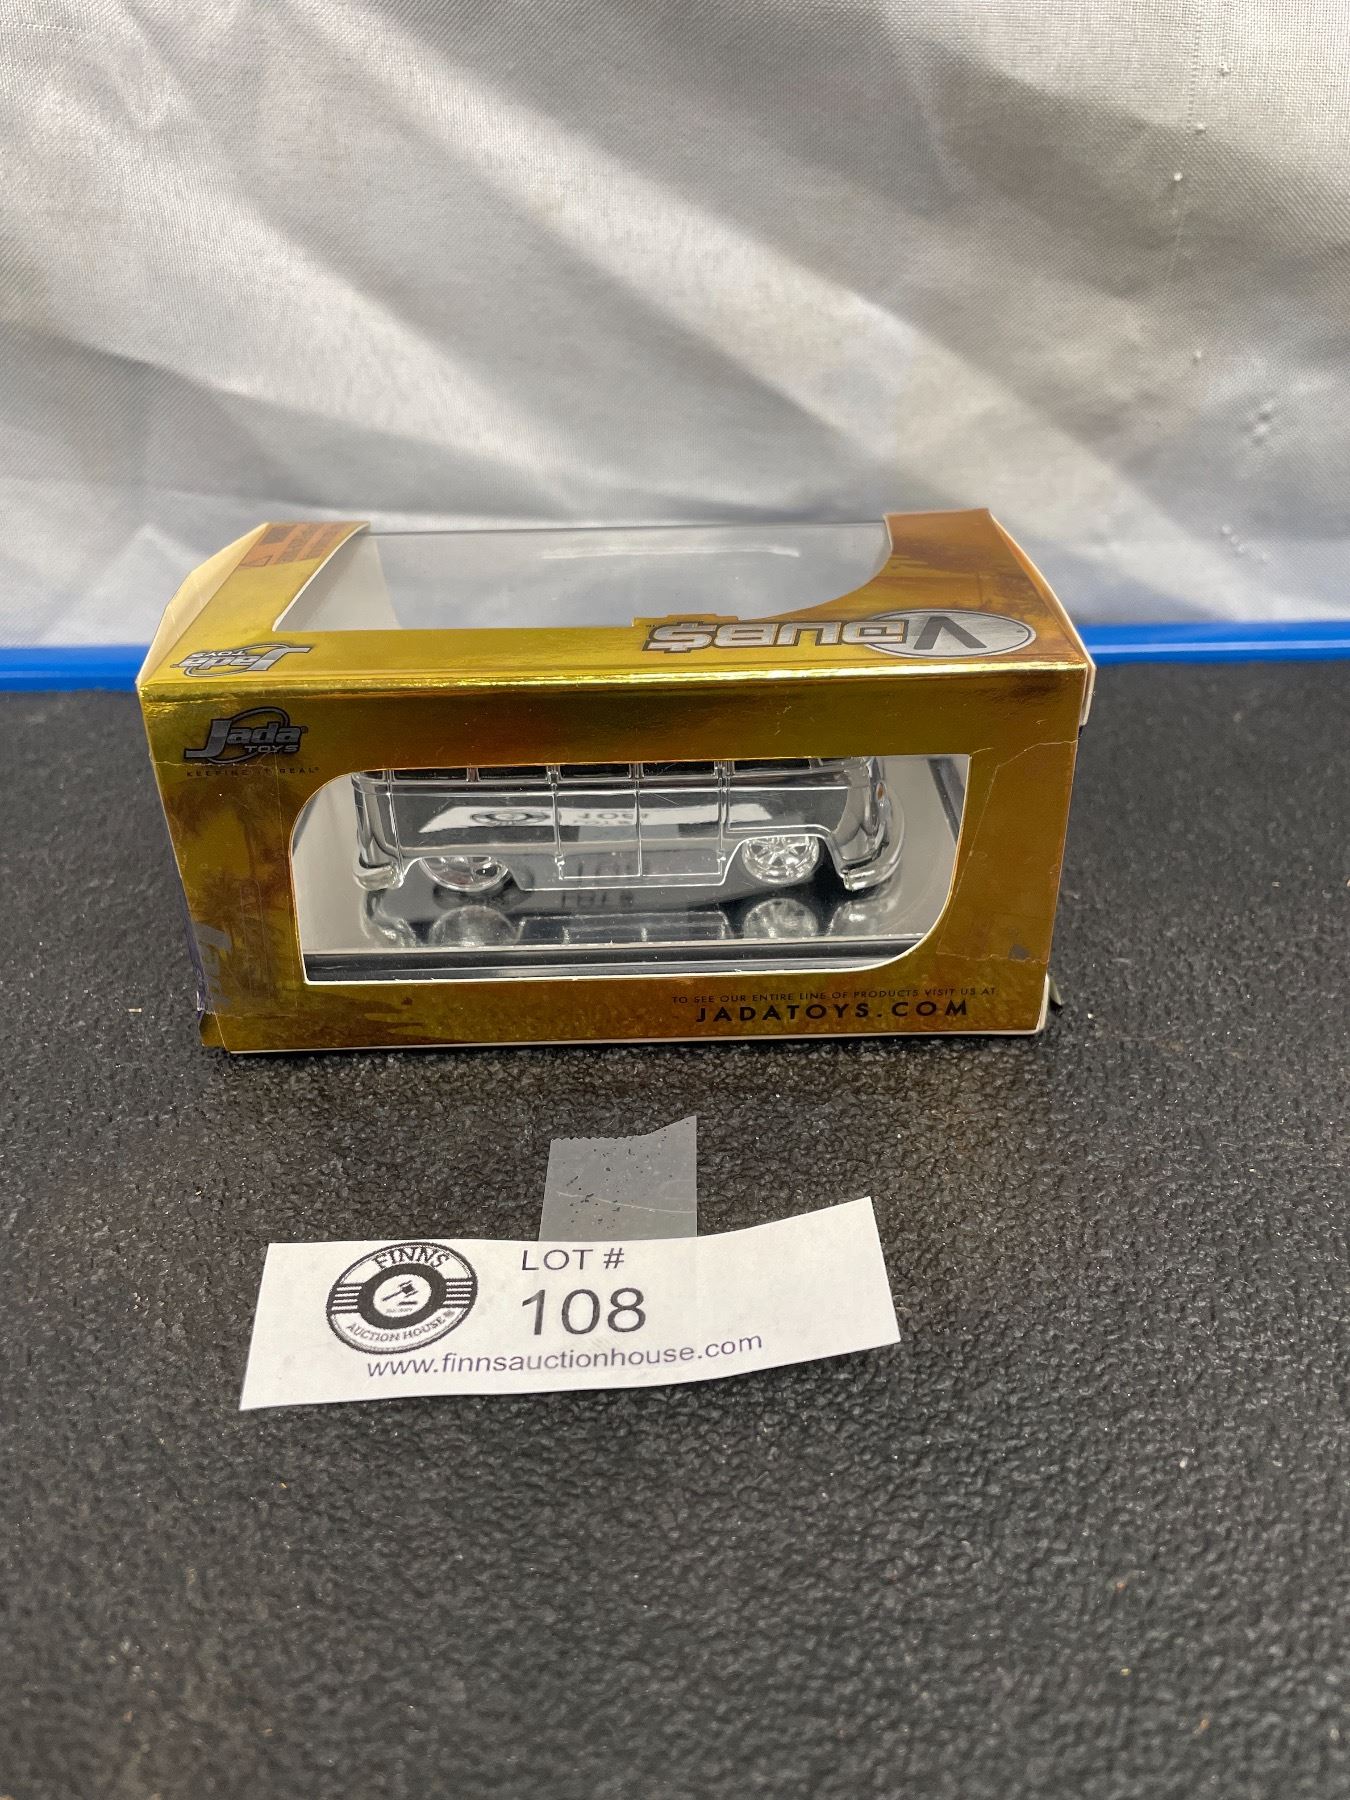 V DUB$™
Jada
TOYS
Jada®
TOYS
KEEPING IT REAL®
TO SEE OUR ENTIRE LINE OF PRODUCTS VISIT US AT
JADATOYS.COM
FINNS
AUCTION HOUSE
LOT #
108
www.finnsauctionhouse.com